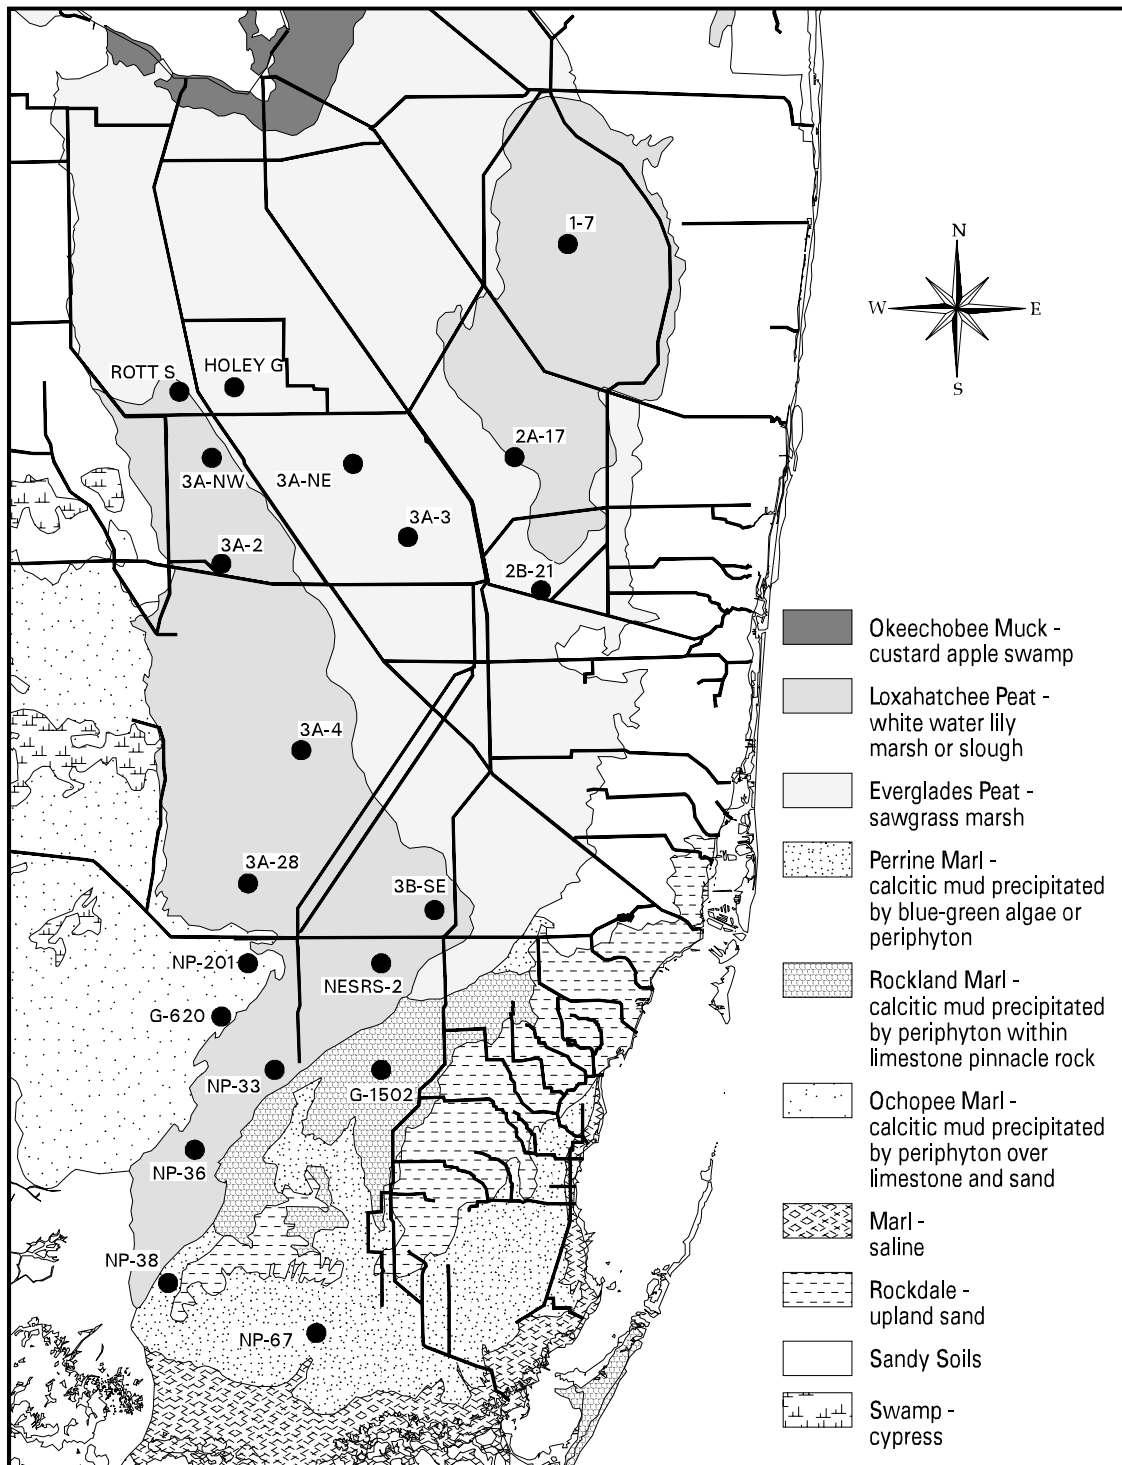 1-7
N
W
E
S
ROTT S
HOLEY G
2A-17
3A-NW
3A-NE
3A-3
3A-2
2B-21
Okeechobee Muck -
custard apple swamp
Loxahatchee Peat -
white water lily
marsh or slough
3A-4
Everglades Peat -
sawgrass marsh
3A-28
3B-SE
Perrine Marl -
calcitic mud precipitated
by blue-green algae or
periphyton
NP-201
NESRS-2
Rockland Marl -
calcitic mud precipitated
by periphyton within
limestone pinnacle rock
G-620
NP-33
G-1502
Ochopee Marl -
calcitic mud precipitated
by periphyton over
limestone and sand
NP-36
Marl -
saline
NP-38
Rockdale -
upland sand
NP-67
Sandy Soils
Swamp -
cypress